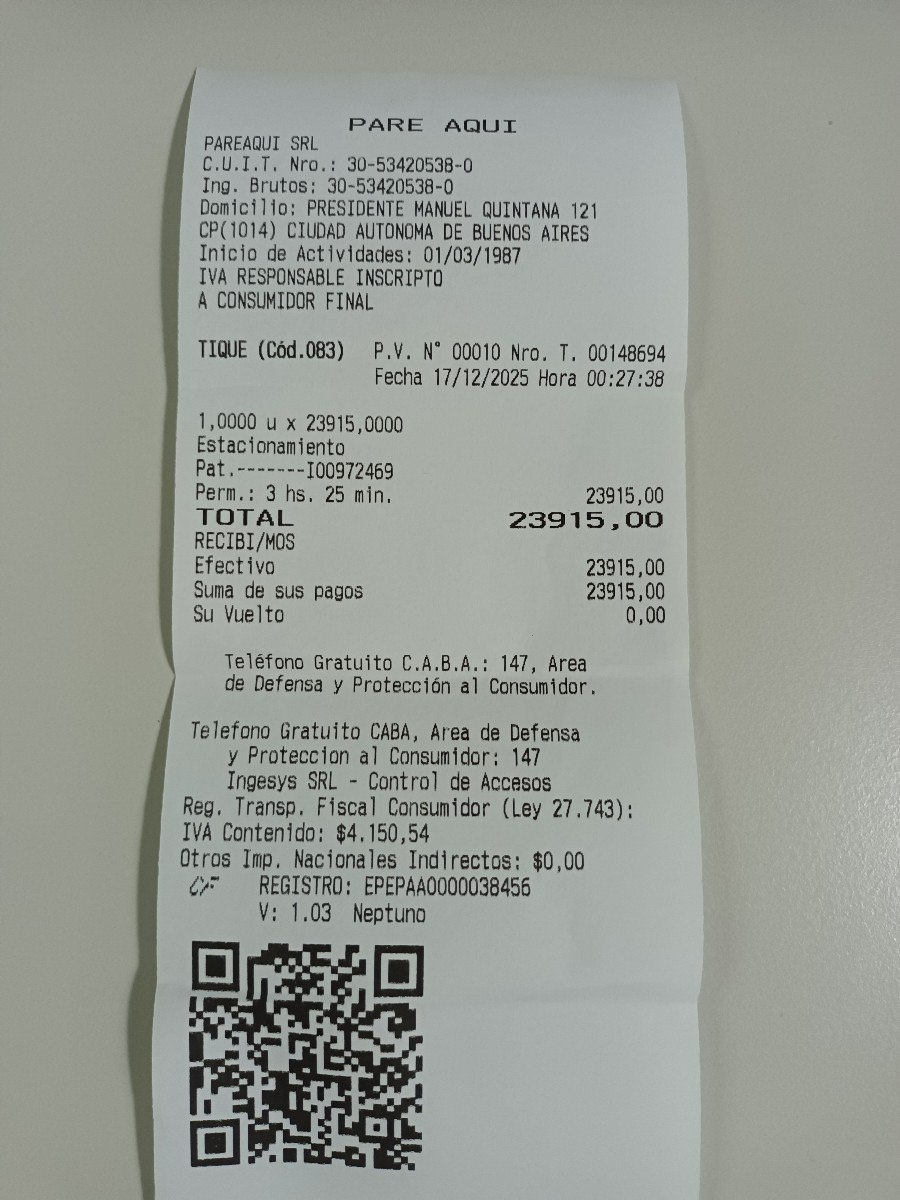 PARE AQUI
PAREAQUI SRL
C.U.I.T. Nro.: 30-53420538-0
Ing. Brutos: 30-53420538-0
Domicilio: PRESIDENTE MANUEL QUINTANA 121
CP(1014) CIUDAD AUTONOMA DE BUENOS AIRES
Inicio de Actividades: 01/03/1987
IVA RESPONSABLE INSCRIPTO
A CONSUMIDOR FINAL
TIQUE (Cód.083) P.V. N° 00010 Nro. T. 00148694
Fecha 17/12/2025 Hora 00:27:38
1,0000 u x 23915,0000
Estacionamiento
Pat.-------I00972469
Perm.: 3 hs. 25 min. 23915,00
TOTAL 23915,00
RECIBI/MOS
Efectivo 23915,00
Suma de sus pagos 23915,00
Su Vuelto 0,00
Teléfono Gratuito C.A.B.A.: 147, Area
de Defensa y Protección al Consumidor.
Telefono Gratuito CABA, Area de Defensa
y Proteccion al Consumidor: 147
Ingesys SRL - Control de Accesos
Reg. Transp. Fiscal Consumidor (Ley 27.743):
IVA Contenido: $4.150,54
Otros Imp. Nacionales Indirectos: $0,00
CF REGISTRO: EPEPAA0000038456
V: 1.03 Neptuno